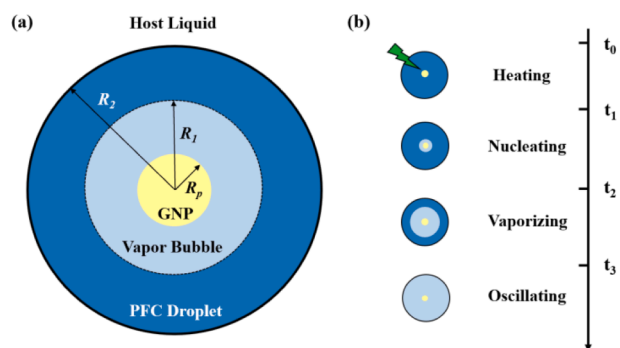 (a)
Host Liquid
R2
R1
Rp
GNP
Vapor Bubble
PFC Droplet
(b)
t0
Heating
t1
Nucleating
t2
Vaporizing
t3
Oscillating